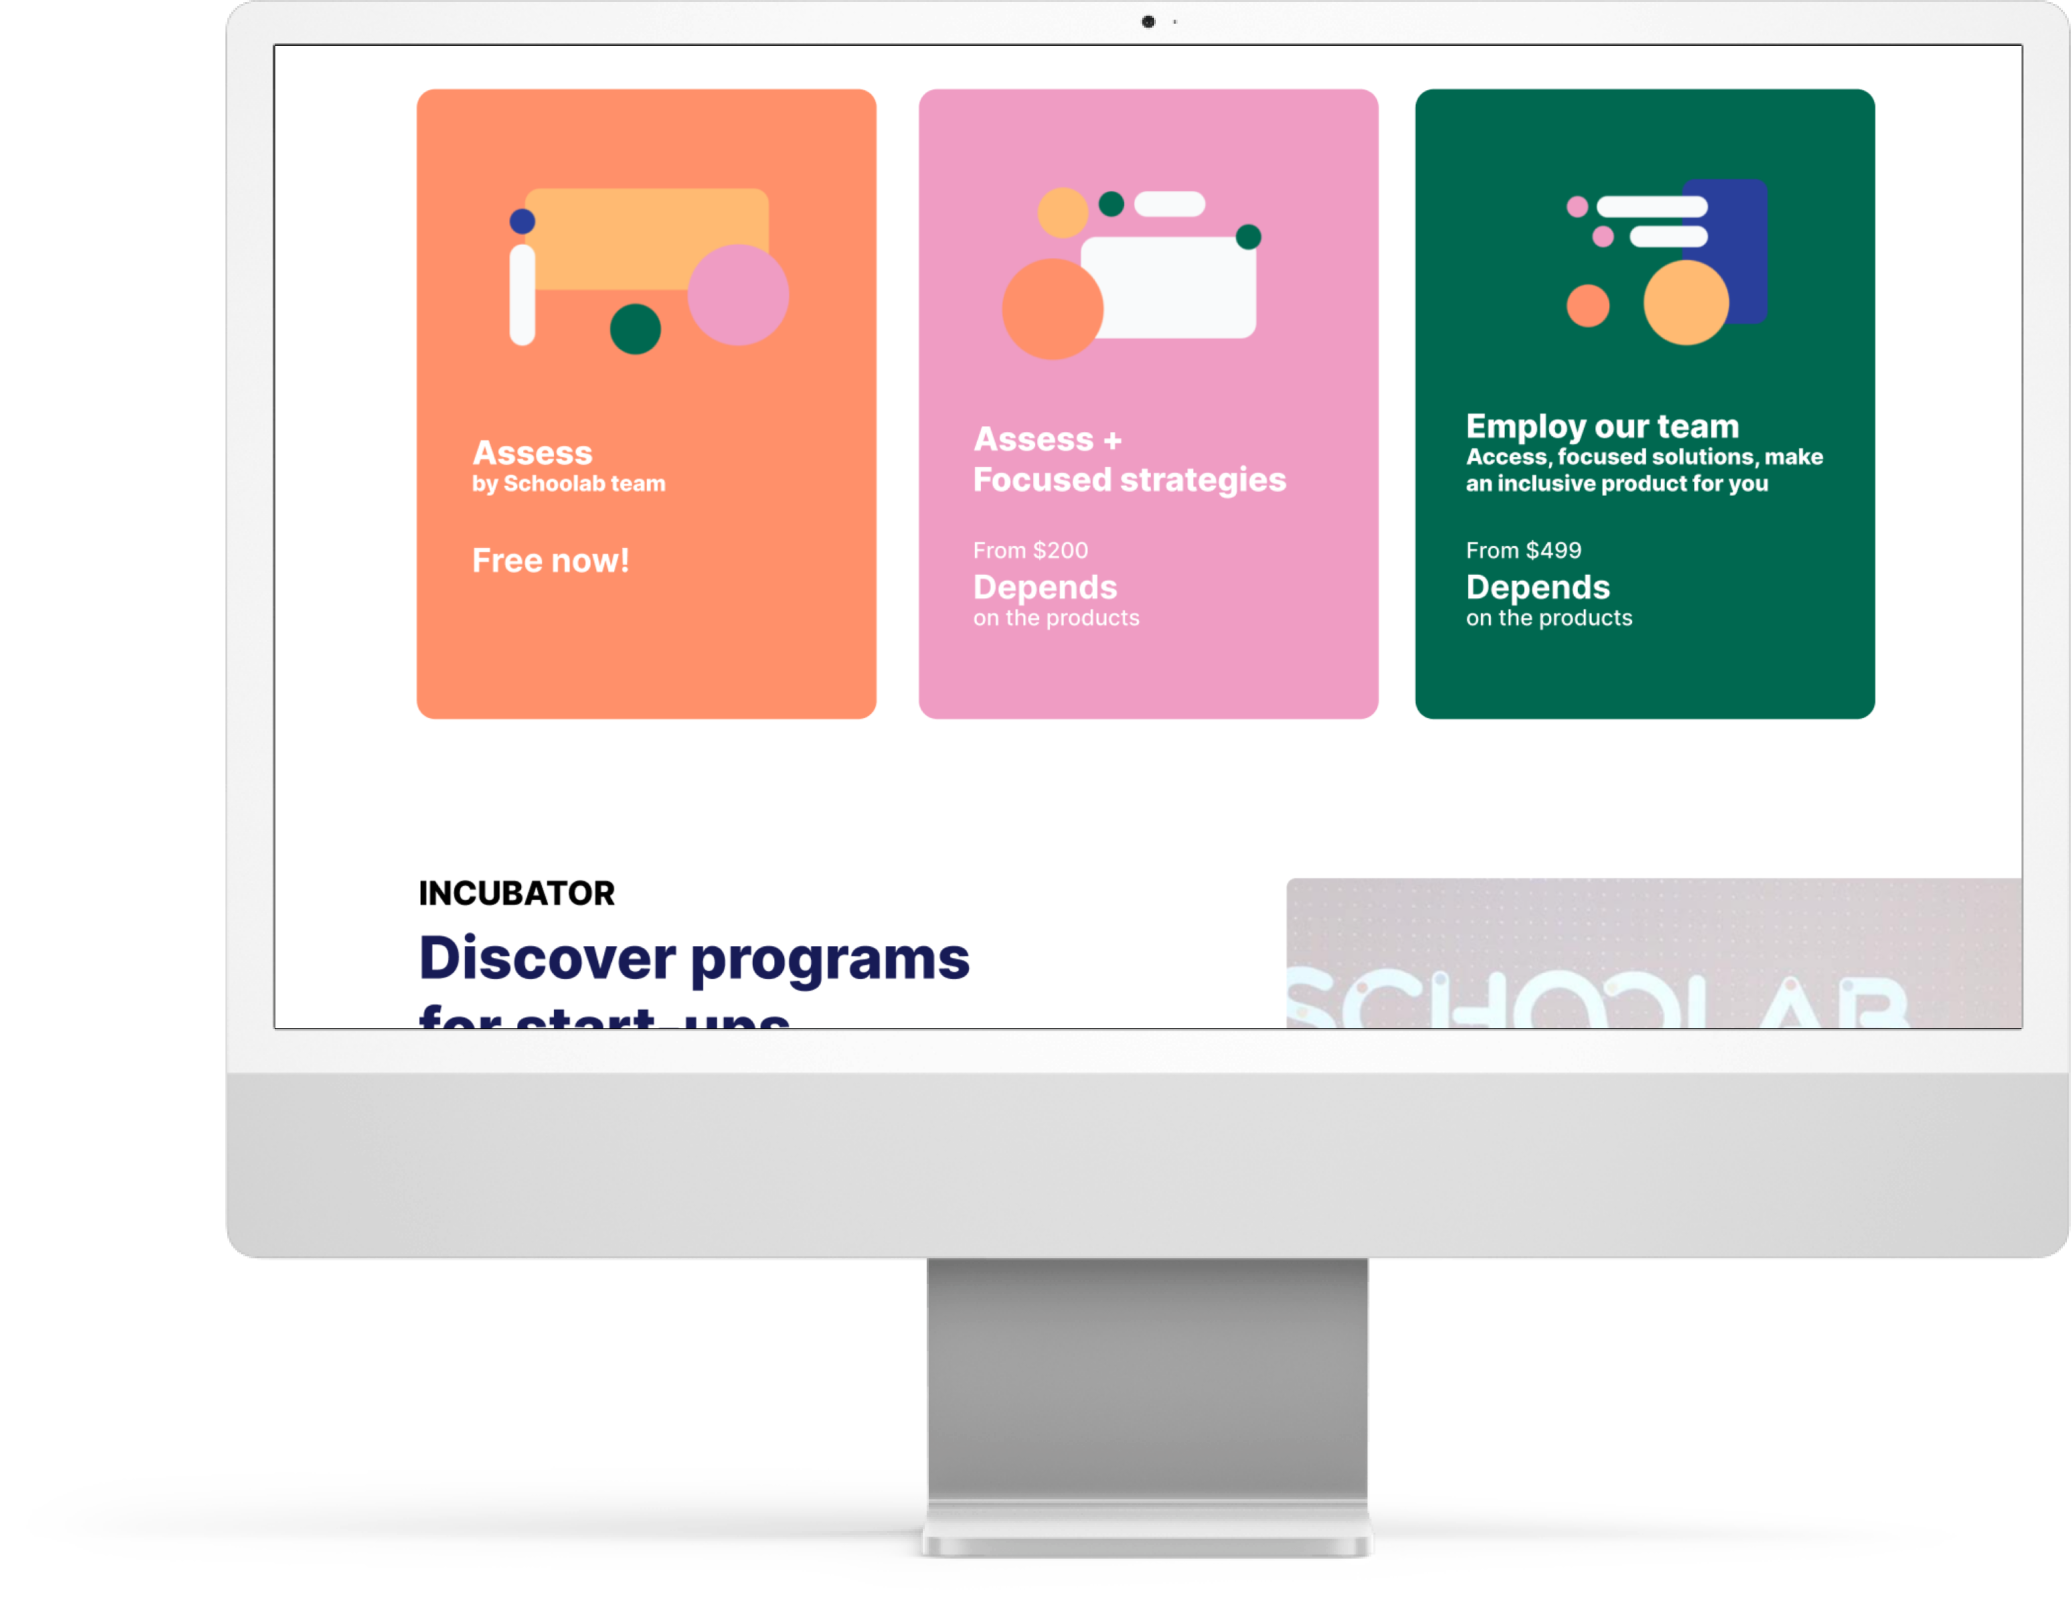 Assess
by Schoolab team
Free now!
Assess +
Focused strategies
From $200
Depends
on the products
Employ our team
Access, focused solutions, make
an inclusive product for you
From $499
Depends
on the products
INCUBATOR
Discover programs
for start-ups
SCHOOLAB